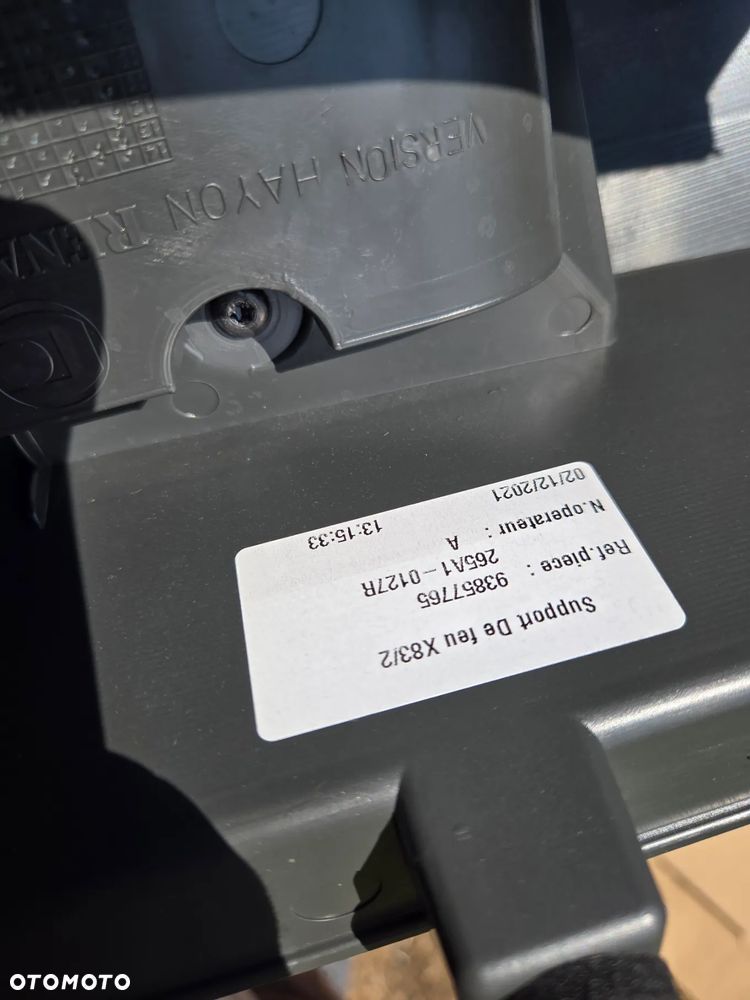 Support De feu X83/2
Ref.piece : 93857765
265A1-0127R
N.operateur : A
02/12/2021 13:15:33
VERSION HAYON
OTOMOTO